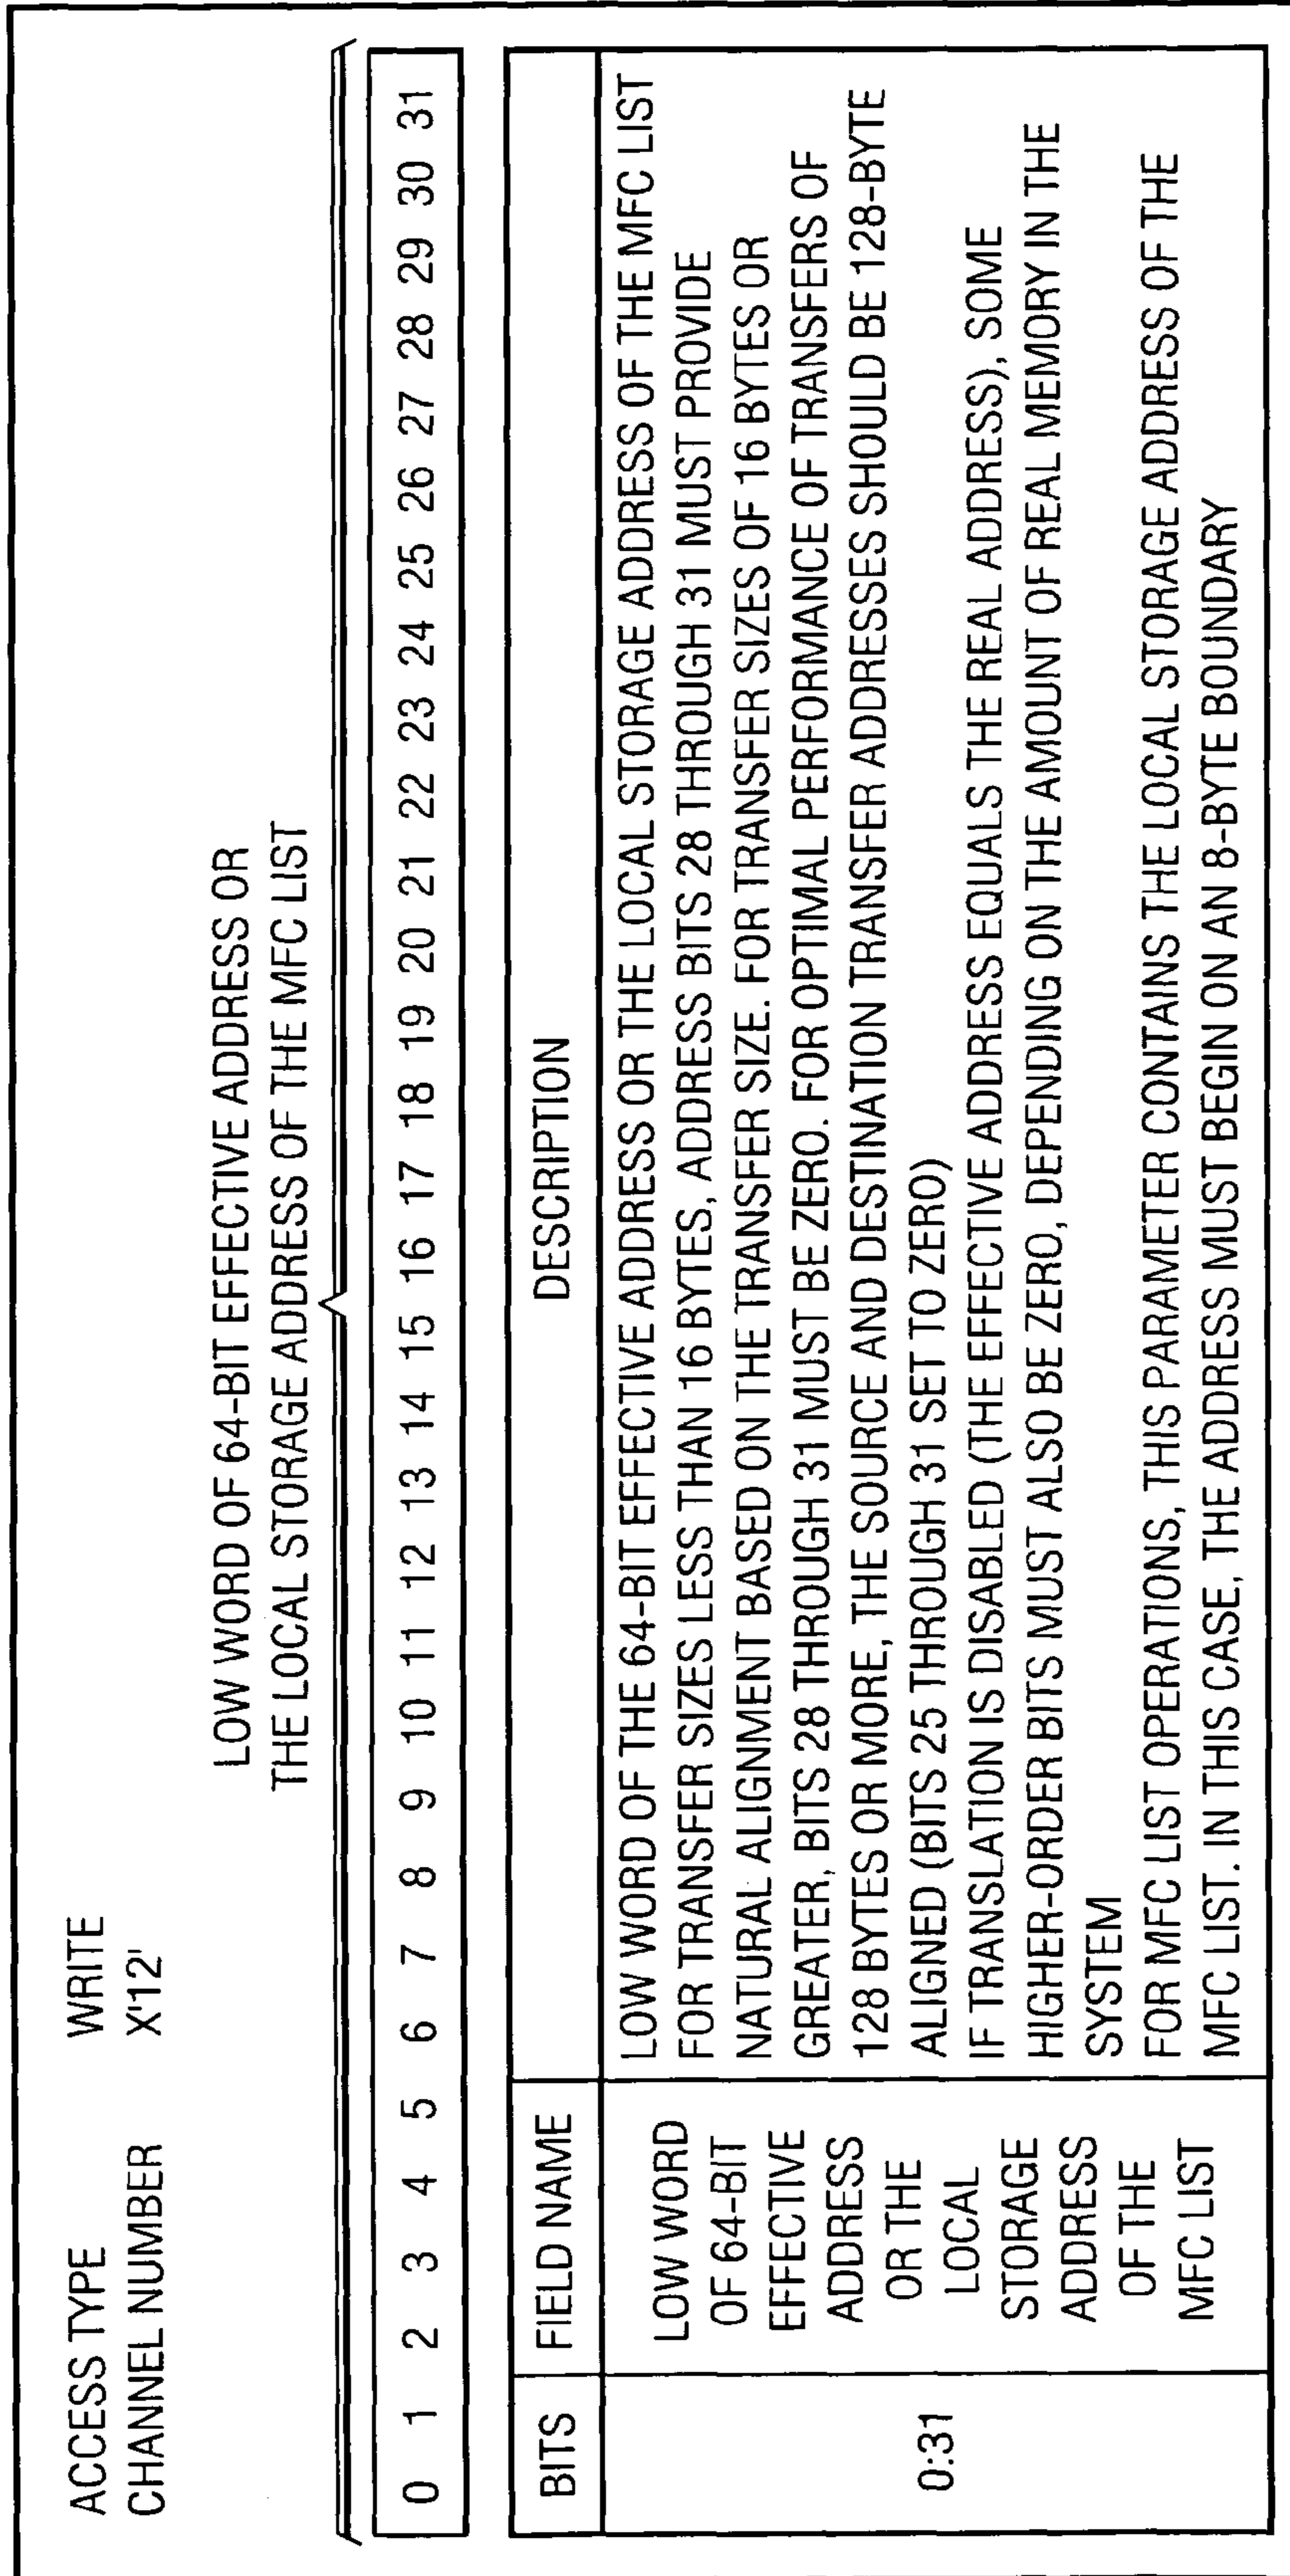 ACCESS TYPE WRITE
CHANNEL NUMBER X'12'
LOW WORD OF 64-BIT EFFECTIVE ADDRESS OR
THE LOCAL STORAGE ADDRESS OF THE MFC LIST
0 1 2 3 4 5 6 7 8 9 10 11 12 13 14 15 16 17 18 19 20 21 22 23 24 25 26 27 28 29 30 31
BITS FIELD NAME DESCRIPTION
0:31
LOW WORD
OF 64-BIT
EFFECTIVE
ADDRESS
OR THE
LOCAL
STORAGE
ADDRESS
OF THE
MFC LIST
LOW WORD OF THE 64-BIT EFFECTIVE ADDRESS OR THE LOCAL STORAGE ADDRESS OF THE MFC LIST
FOR TRANSFER SIZES LESS THAN 16 BYTES, ADDRESS BITS 28 THROUGH 31 MUST PROVIDE
NATURAL ALIGNMENT BASED ON THE TRANSFER SIZE. FOR TRANSFER SIZES OF 16 BYTES OR
GREATER, BITS 28 THROUGH 31 MUST BE ZERO. FOR OPTIMAL PERFORMANCE OF TRANSFERS OF
128 BYTES OR MORE, THE SOURCE AND DESTINATION TRANSFER ADDRESSES SHOULD BE 128-BYTE
ALIGNED (BITS 25 THROUGH 31 SET TO ZERO)
IF TRANSLATION IS DISABLED (THE EFFECTIVE ADDRESS EQUALS THE REAL ADDRESS), SOME
HIGHER-ORDER BITS MUST ALSO BE ZERO, DEPENDING ON THE AMOUNT OF REAL MEMORY IN THE
SYSTEM
FOR MFC LIST OPERATIONS, THIS PARAMETER CONTAINS THE LOCAL STORAGE ADDRESS OF THE
MFC LIST. IN THIS CASE, THE ADDRESS MUST BEGIN ON AN 8-BYTE BOUNDARY